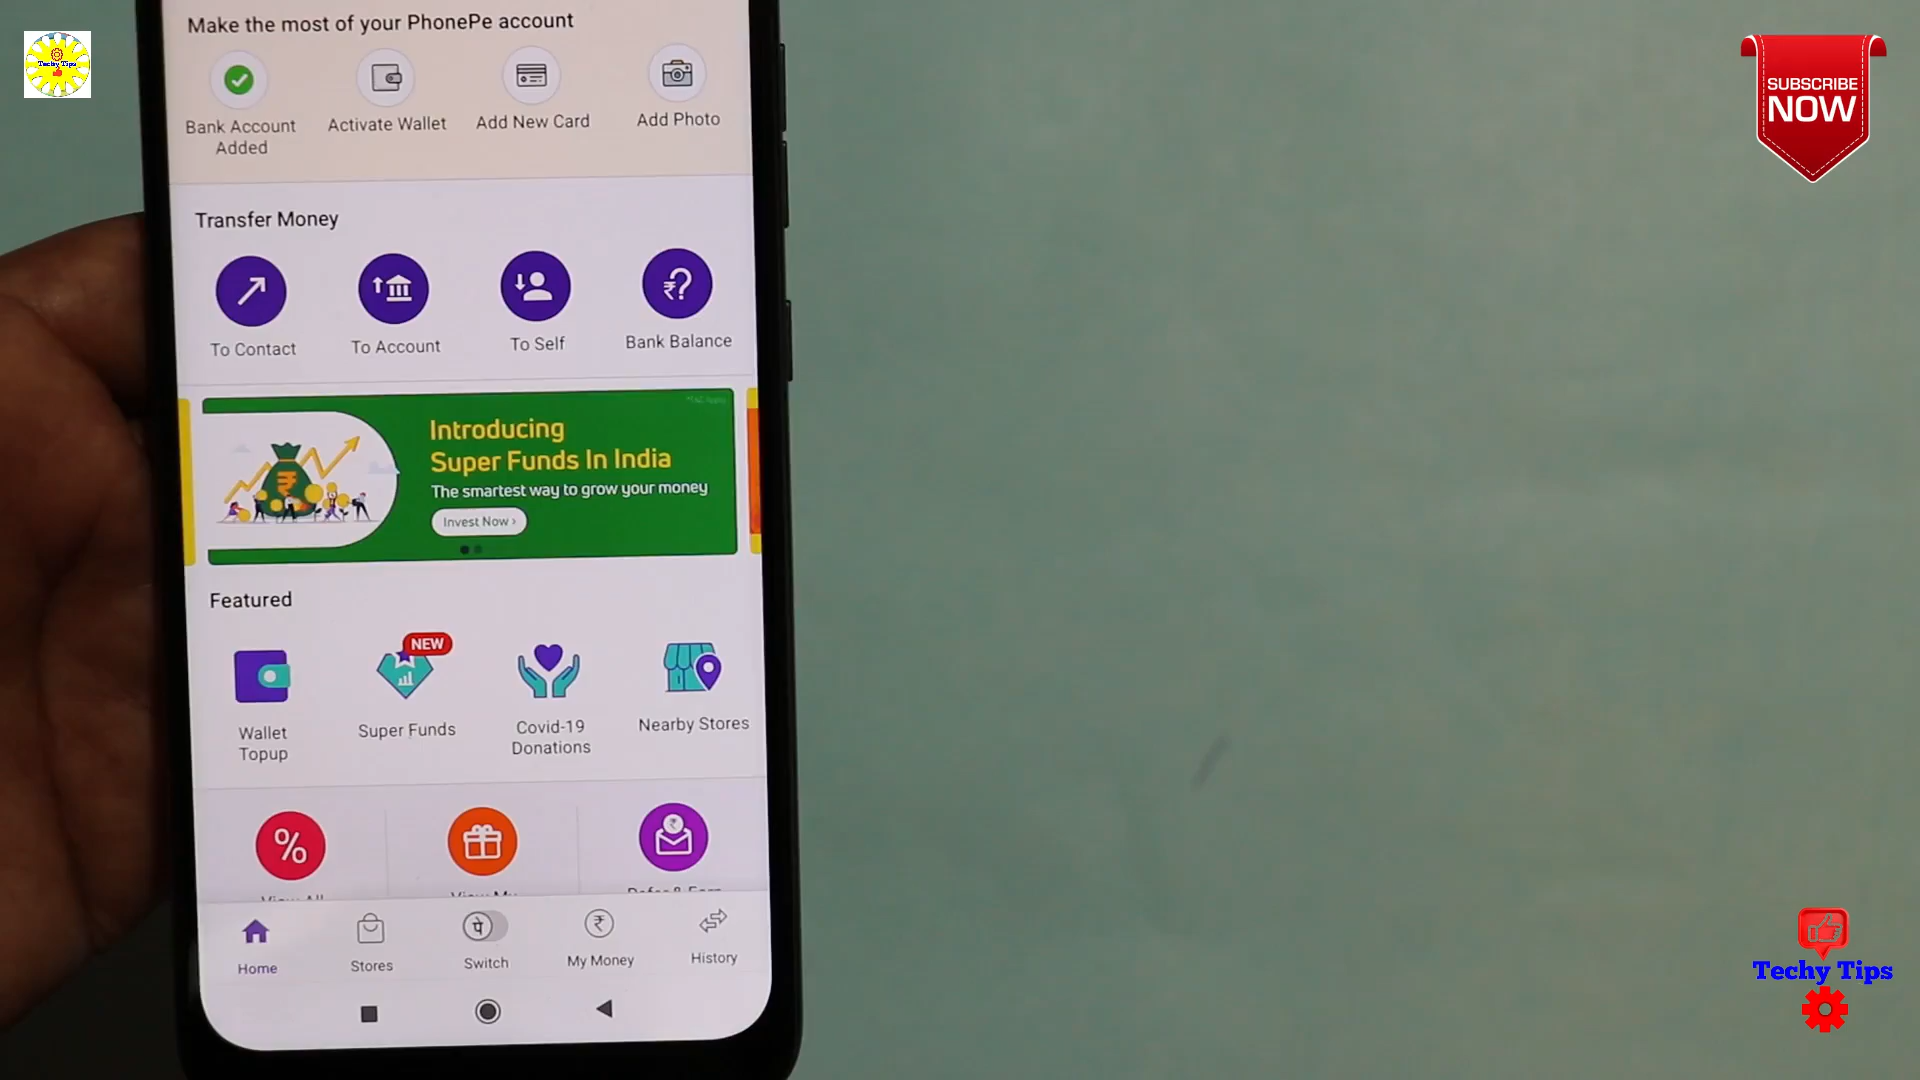 Make the most of your PhonePe account
Techy Tips
Bank Account
Added
Activate Wallet
Add New Card
Add Photo
SUBSCRIBE
NOW
Transfer Money
To Contact
To Account
To Self
Bank Balance
Introducing
Super Funds In India
The smartest way to grow your money
Invest Now ›
Featured
NEW
Wallet
Topup
Super Funds
Covid-19
Donations
Nearby Stores
%
Home
Stores
पे
Switch
₹
My Money
History
Techy Tips